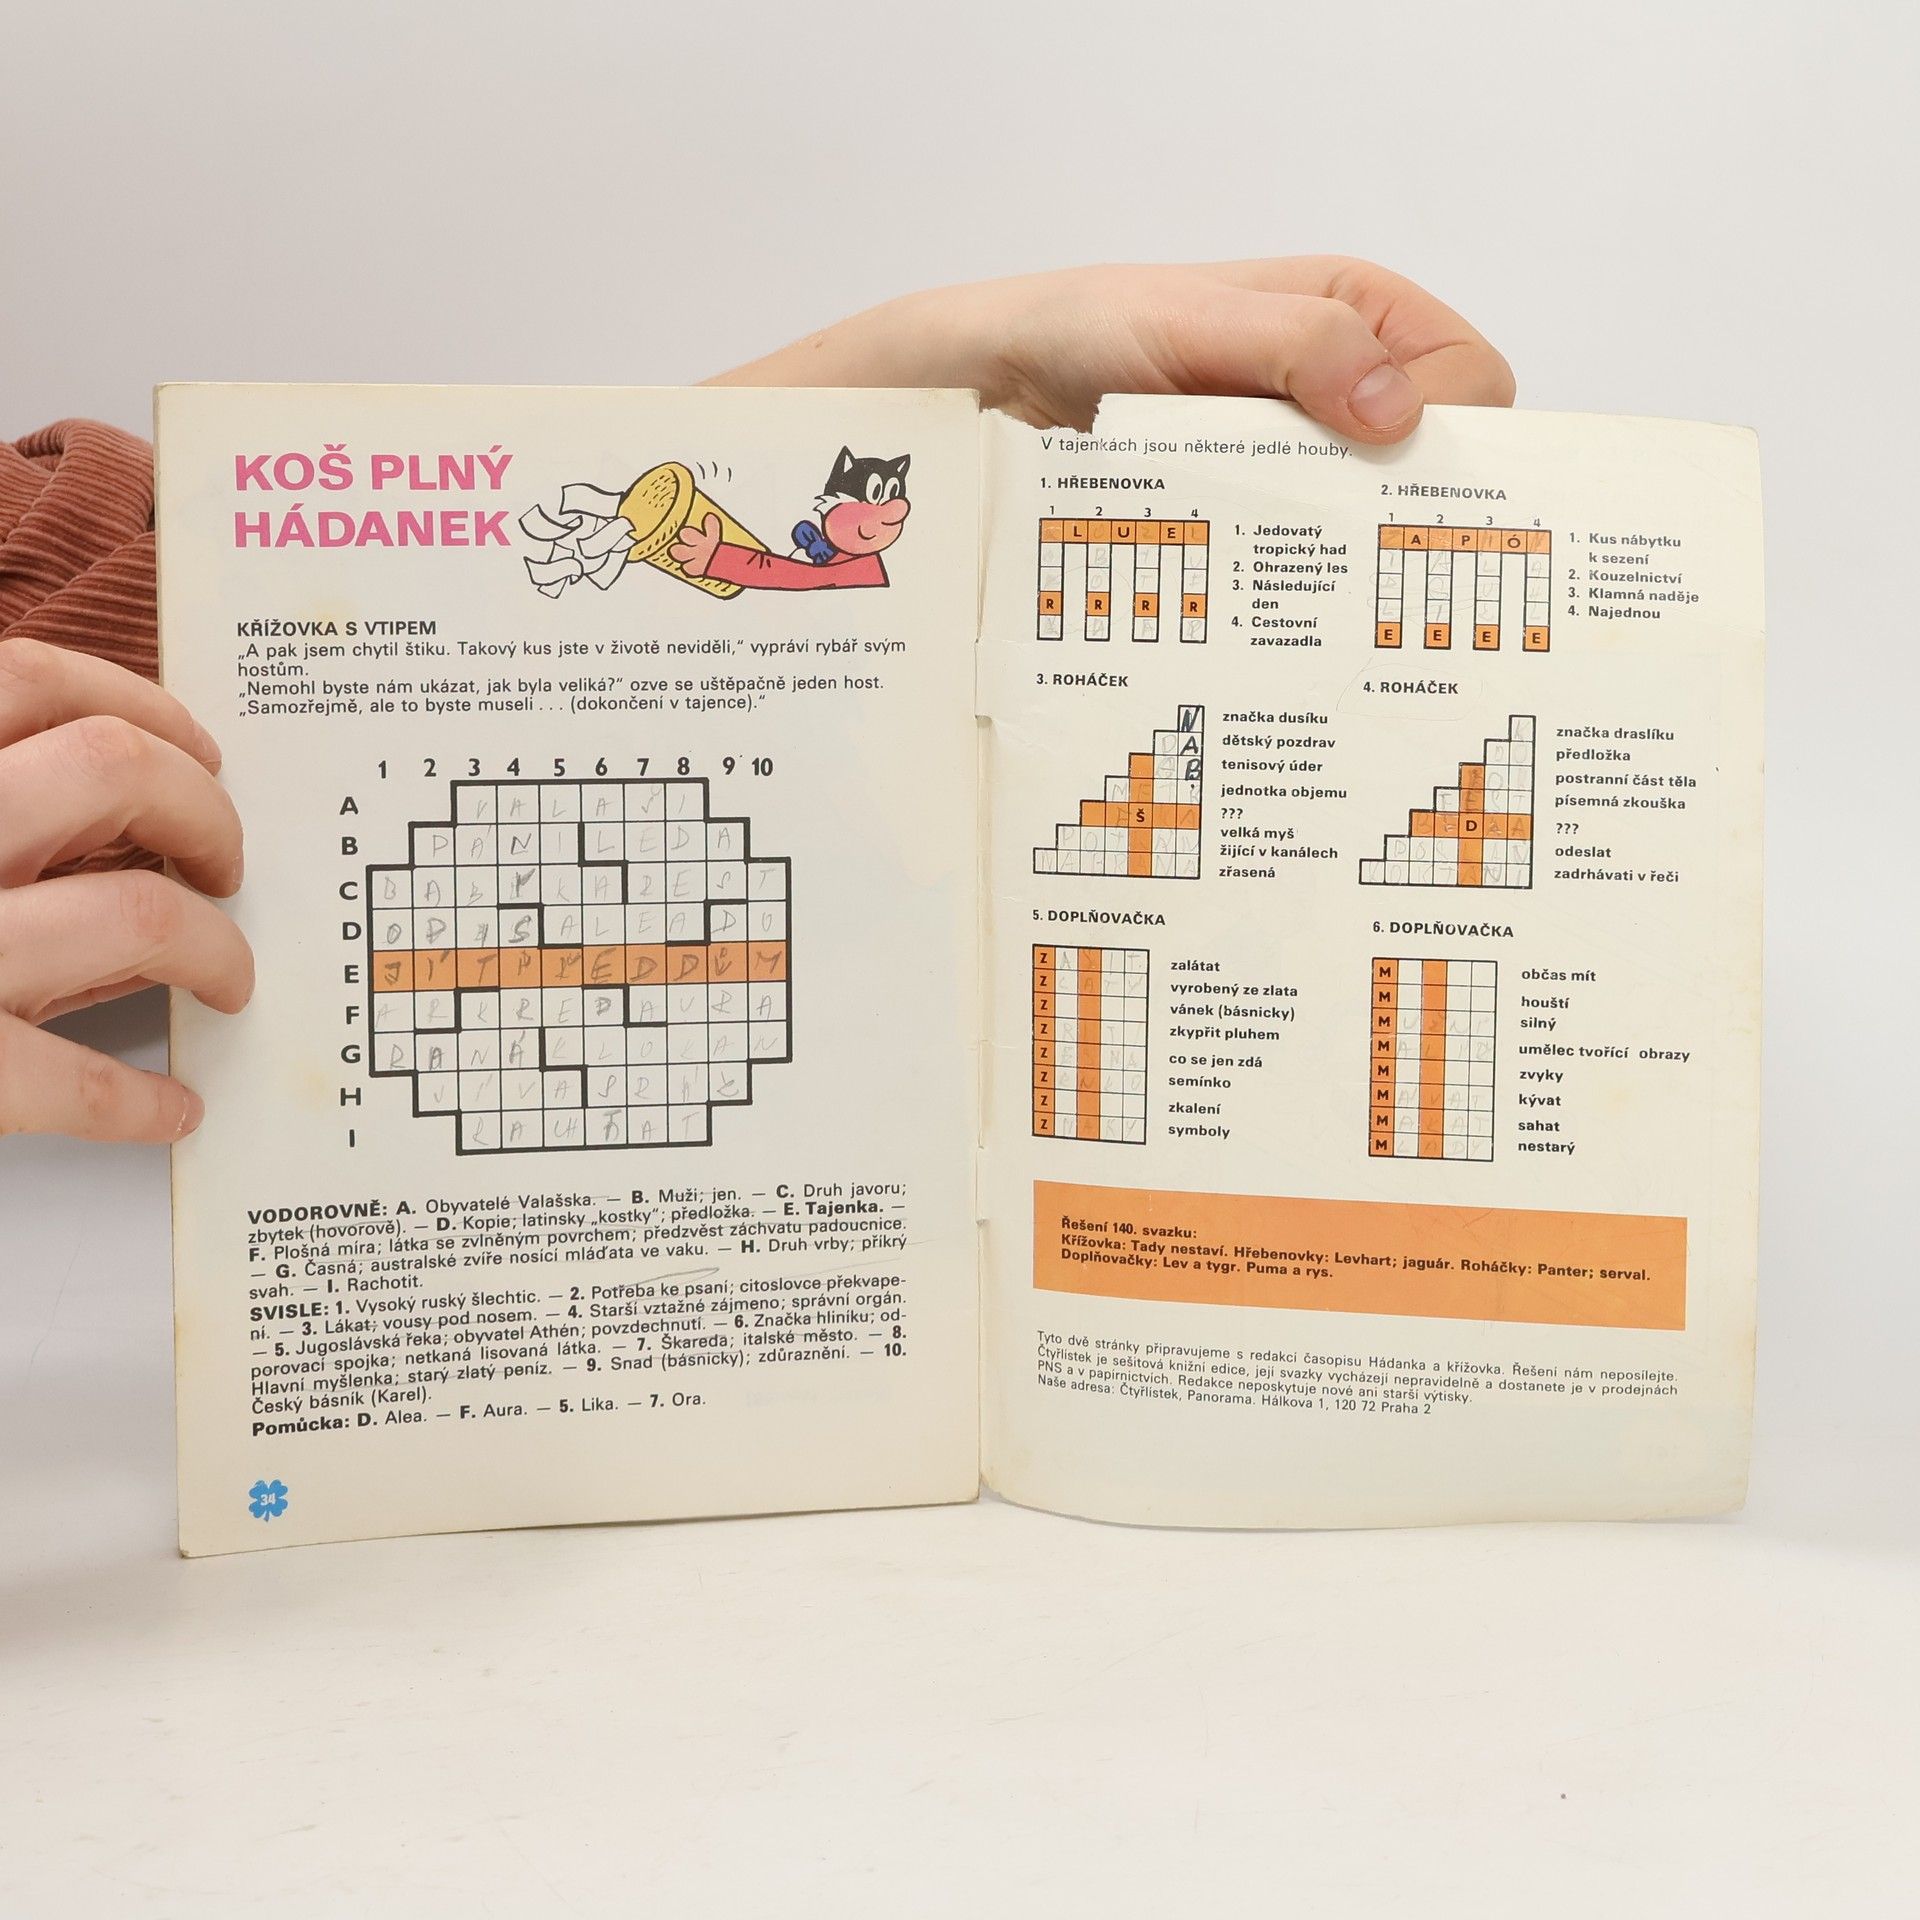 KOŠ PLNÝ
HÁDANEK
KŘÍŽOVKA S VTIPEM
„A pak jsem chytil štiku. Takový kus jste v životě neviděli,“ vypráví rybář svým
hostům.
„Nemohl byste nám ukázat, jak byla veliká?“ ozve se uštěpačně jeden host.
„Samozřejmě, ale to byste museli . . . (dokončení v tajence).“
1 2 3 4 5 6 7 8 9 10
A V A L A Š I
B P Á N I L E D A
C B A B Y K A R E S T
D O P I S A L E A D O
E
F A R K R E P A U R A
G R A N Á K L O K A N
H J Í V A S R Á Z
I R A CH T A T
VODOROVNĚ: A. Obyvatelé Valašska. — B. Muži; jen. — C. Druh javoru;
zbytek (hovorově). — D. Kopie; latinsky „kostky“; předložka. — E. Tajenka. —
F. Plošná míra; látka se zvlněným povrchem; předzvěst záchvatu padoucnice.
— G. Časná; australské zvíře nosící mláďata ve vaku. — H. Druh vrby; příkrý
svah. — I. Rachotit.
SVISLE: 1. Vysoký ruský šlechtic. — 2. Potřeba ke psaní; citoslovce překvape-
ní. — 3. Lákat; vousy pod nosem. — 4. Starší vztažné zájmeno; správní orgán.
— 5. Jugoslávská řeka; obyvatel Athén; povzdechnutí. — 6. Značka hliníku; od-
porovací spojka; netkaná lisovaná látka. — 7. Škareda; italské město. — 8.
Hlavní myšlenka; starý zlatý peníz. — 9. Snad (básnicky); zdůraznění. — 10.
Český básník (Karel).
Pomůcka: D. Alea. — F. Aura. — 5. Lika. — 7. Ora.
34
V tajenkách jsou některé jedlé houby.
1. HŘEBENOVKA
1 2 3 4
L U E
R R R R
1. Jedovatý
tropický had
2. Ohrazený les
3. Následující
den
4. Cestovní
zavazadla
2. HŘEBENOVKA
1 2 3 4
A P Ó
E E E E
1. Kus nábytku
k sezení
2. Kouzelnictví
3. Klamná naděje
4. Najednou
3. ROHÁČEK
N
A
B
Š
značka dusíku
dětský pozdrav
tenisový úder
jednotka objemu
???
velká myš
žijící v kanálech
zřasená
4. ROHÁČEK
D
značka draslíku
předložka
postranní část těla
písemná zkouška
???
odeslat
zadrhávati v řeči
5. DOPLŇOVAČKA
Z
Z
Z
Z
Z
Z
Z
Z
zalátat
vyrobený ze zlata
vánek (básnicky)
zkypřit pluhem
co se jen zdá
semínko
zkalení
symboly
6. DOPLŇOVAČKA
M
M
M
M
M
M
M
M
občas mít
houští
silný
umělec tvořící obrazy
zvyky
kývat
sahat
nestarý
Řešení 140. svazku:
Křížovka: Tady nestaví. Hřebenovky: Levhart; jaguár. Roháčky: Panter; serval.
Doplňovačky: Lev a tygr. Puma a rys.
Tyto dvě stránky připravujeme s redakcí časopisu Hádanka a křížovka. Řešení nám neposílejte.
Čtyřlístek je sešitová knižní edice, její svazky vycházejí nepravidelně a dostanete je v prodejnách
PNS a v papírnictvích. Redakce neposkytuje nové ani starší výtisky.
Naše adresa: Čtyřlístek, Panorama. Hálkova 1, 120 72 Praha 2